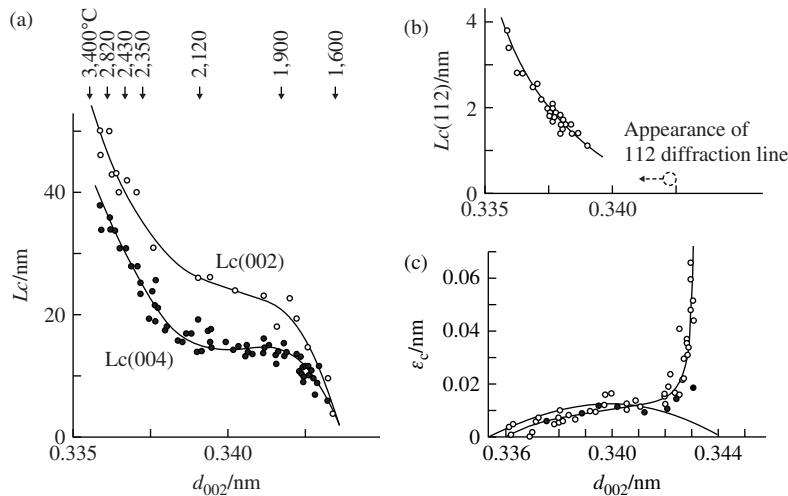 (a)
3,400°C
2,820
2,430
2,350
2,120
1,900
1,600
Lc/nm
40
20
0
Lc(002)
Lc(004)
0.335
0.340
d002/nm
(b)
Lc(112)/nm
4
2
0
Appearance of
112 diffraction line
0.335
0.340
(c)
εc/nm
0.06
0.04
0.02
0
0.336
0.340
0.344
d002/nm